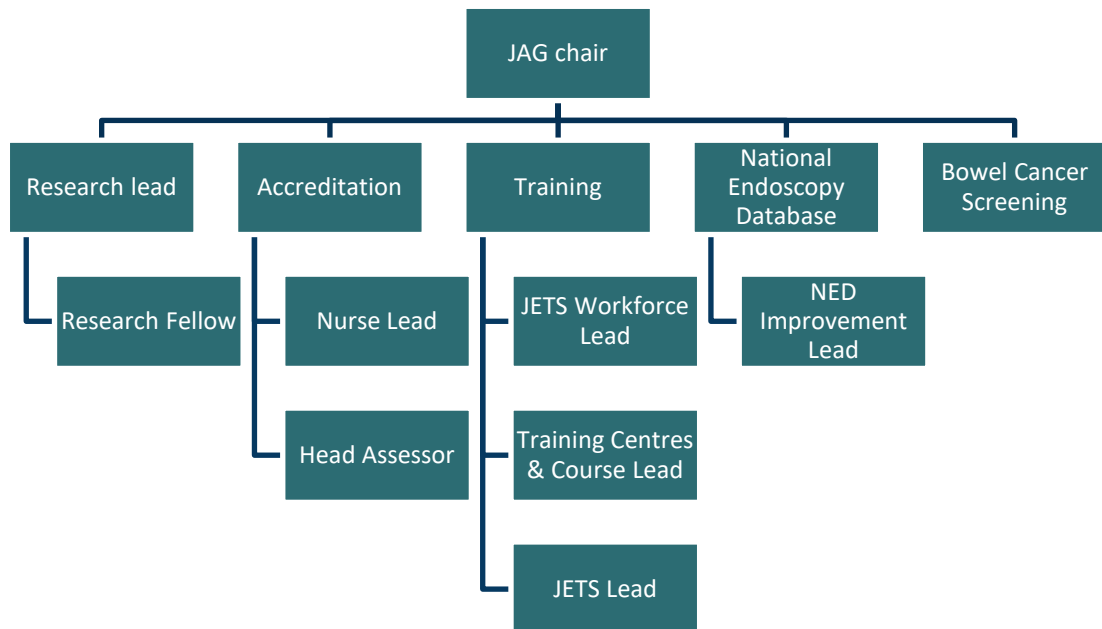 JAG chair
Research lead
Accreditation
Training
National
Endoscopy
Database
Bowel Cancer
Screening
Research Fellow
Nurse Lead
JETS Workforce
Lead
NED
Improvement
Lead
Head Assessor
Training Centres
& Course Lead
JETS Lead